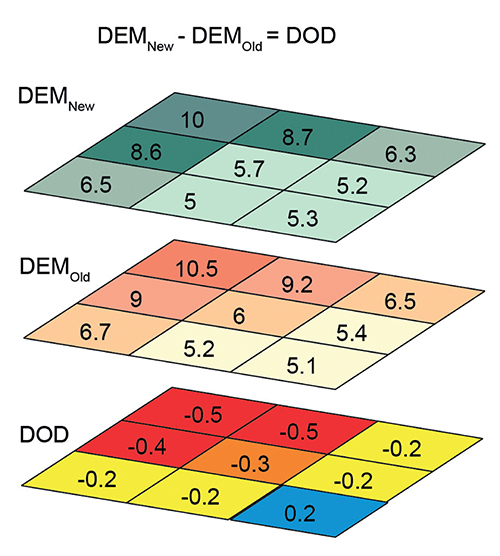 DEMNew - DEMOld = DOD
DEMNew
10 8.7 6.3
8.6 5.7 5.2
6.5 5 5.3
DEMOld
10.5 9.2 6.5
9 6 5.4
6.7 5.2 5.1
DOD
-0.5 -0.5 -0.2
-0.4 -0.3 -0.2
-0.2 -0.2 0.2